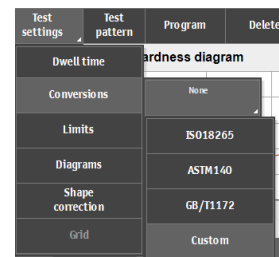 Test settings
Test pattern
Program
Delete
ardness diagram
Dwell time
Conversions
None
Limits
ISO18265
Diagrams
ASTM140
Shape correction
GB/T1172
Grid
Custom